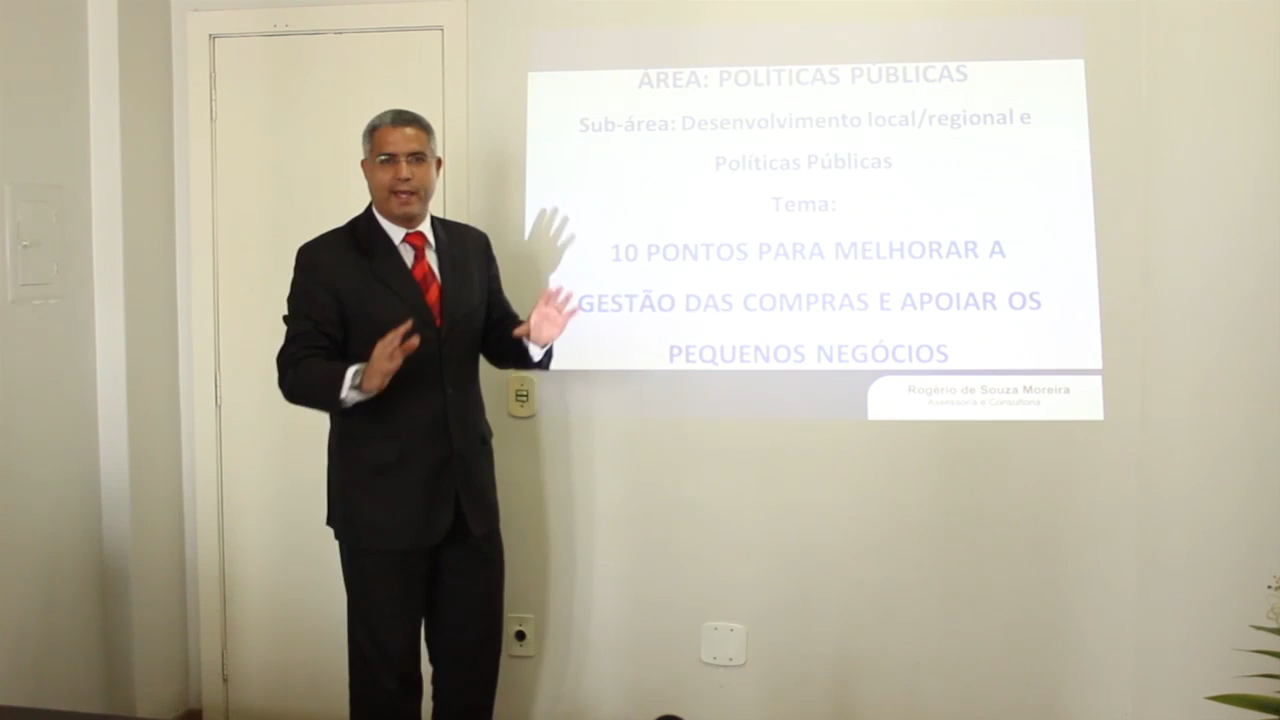 ÁREA: POLÍTICAS PÚBLICAS
Sub-área: Desenvolvimento local/regional e
Políticas Públicas
Tema:
10 PONTOS PARA MELHORAR A
GESTÃO DAS COMPRAS E APOIAR OS
PEQUENOS NEGÓCIOS
Rogério de Souza Moreira
Assessoria e Consultoria